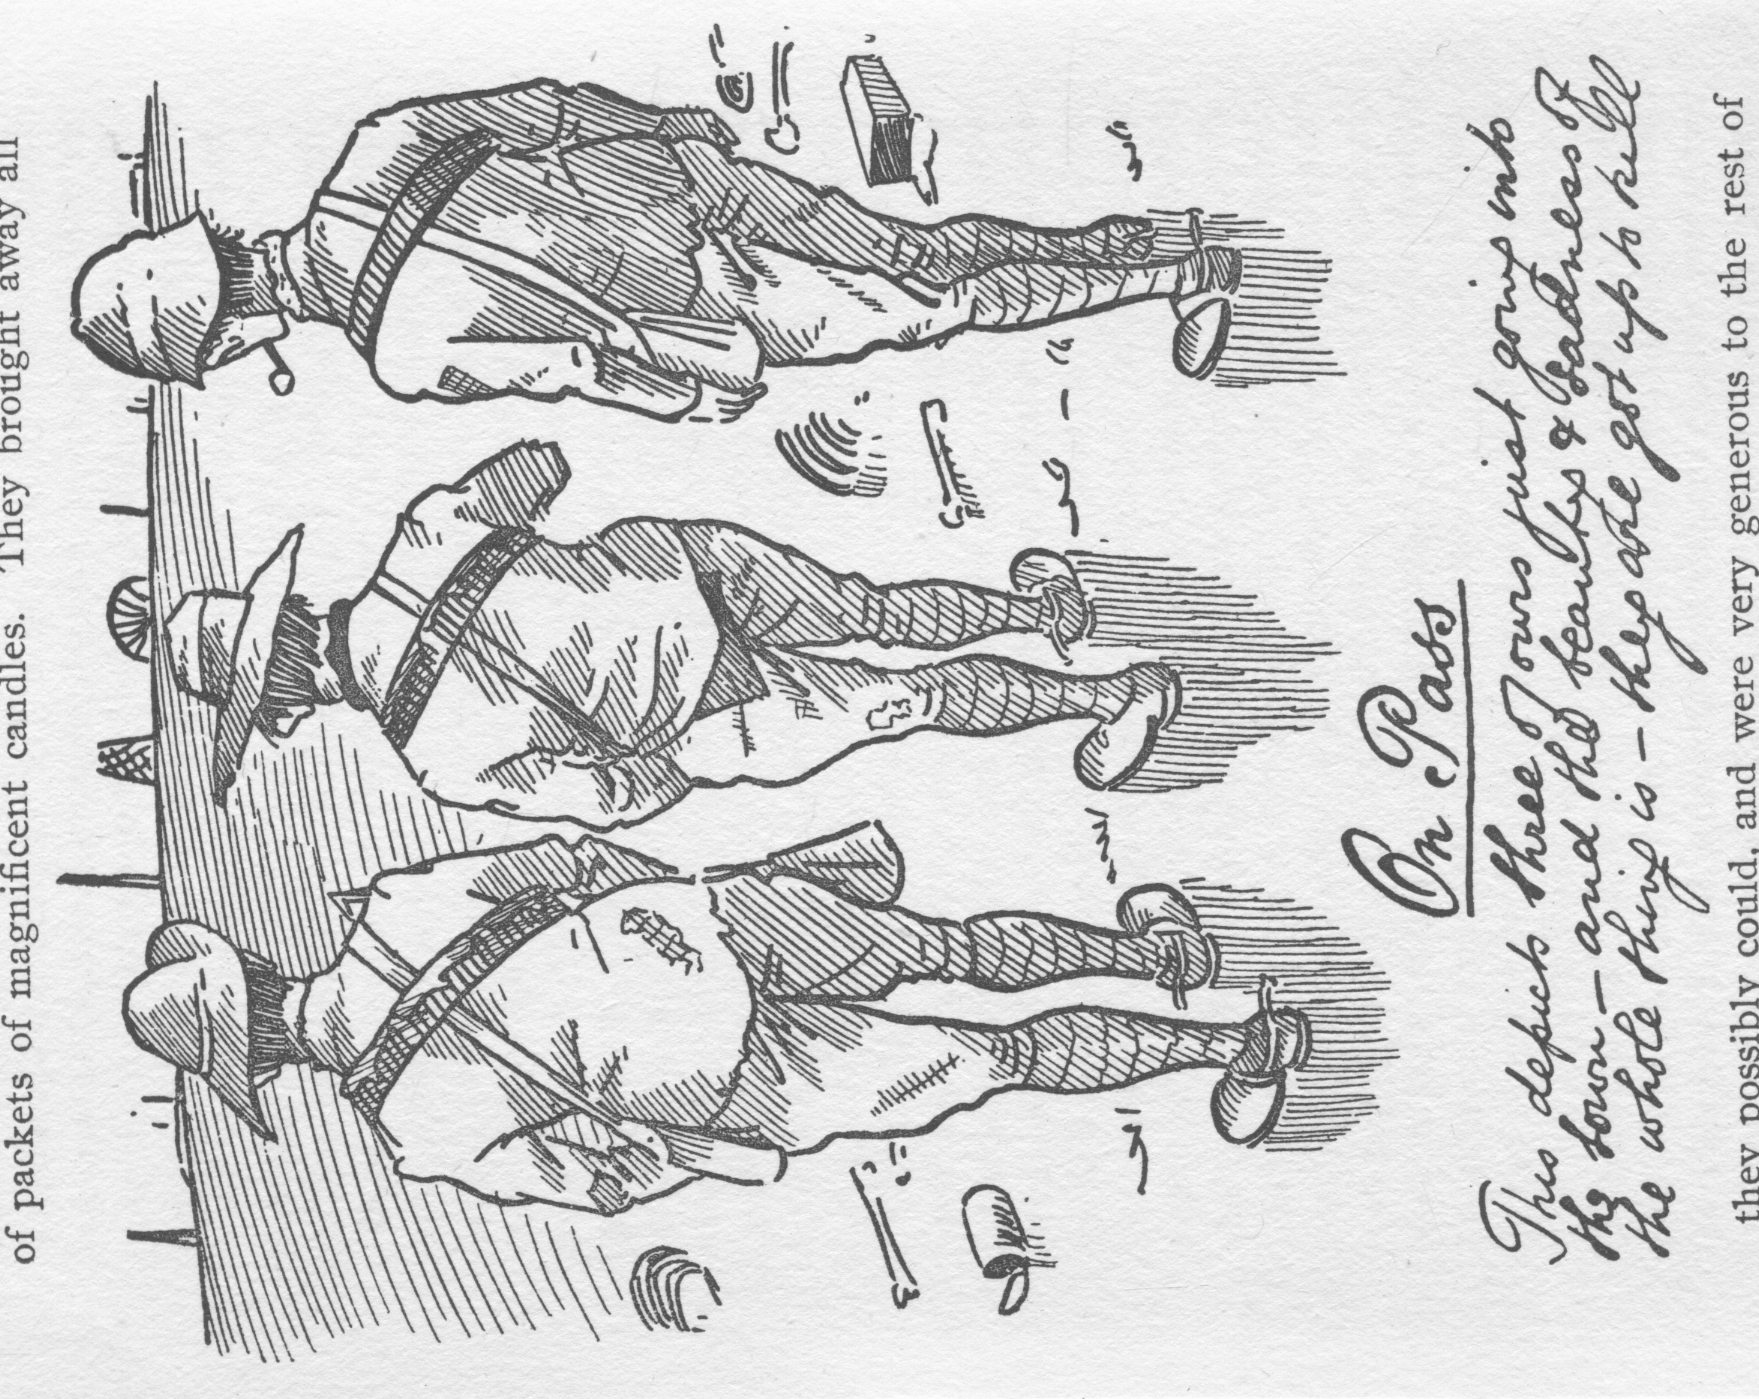 of packets of magnificent candles. They brought away all
On Pass
This depicts three of ours just going into
the town – and the beauty & sadness of
the whole thing is – they are got up to kill
they possibly could, and were very generous to the rest of